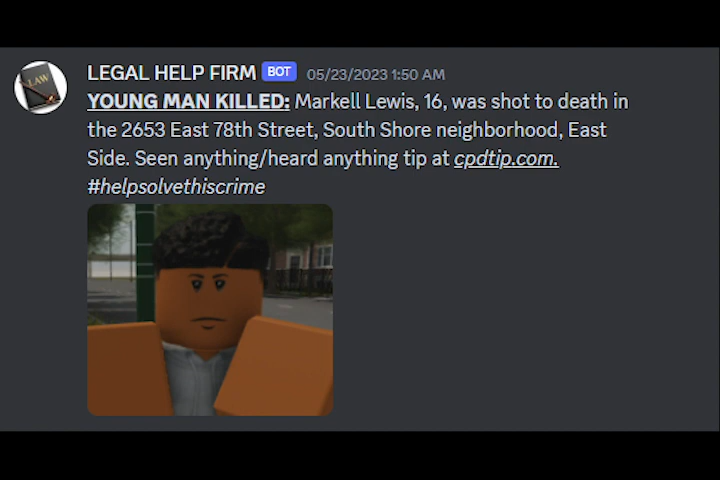 LEGAL HELP FIRM BOT 05/23/2023 1:50 AM
YOUNG MAN KILLED: Markell Lewis, 16, was shot to death in
the 2653 East 78th Street, South Shore neighborhood, East
Side. Seen anything/heard anything tip at cpdtip.com.
#helpsolvethiscrime
LAW